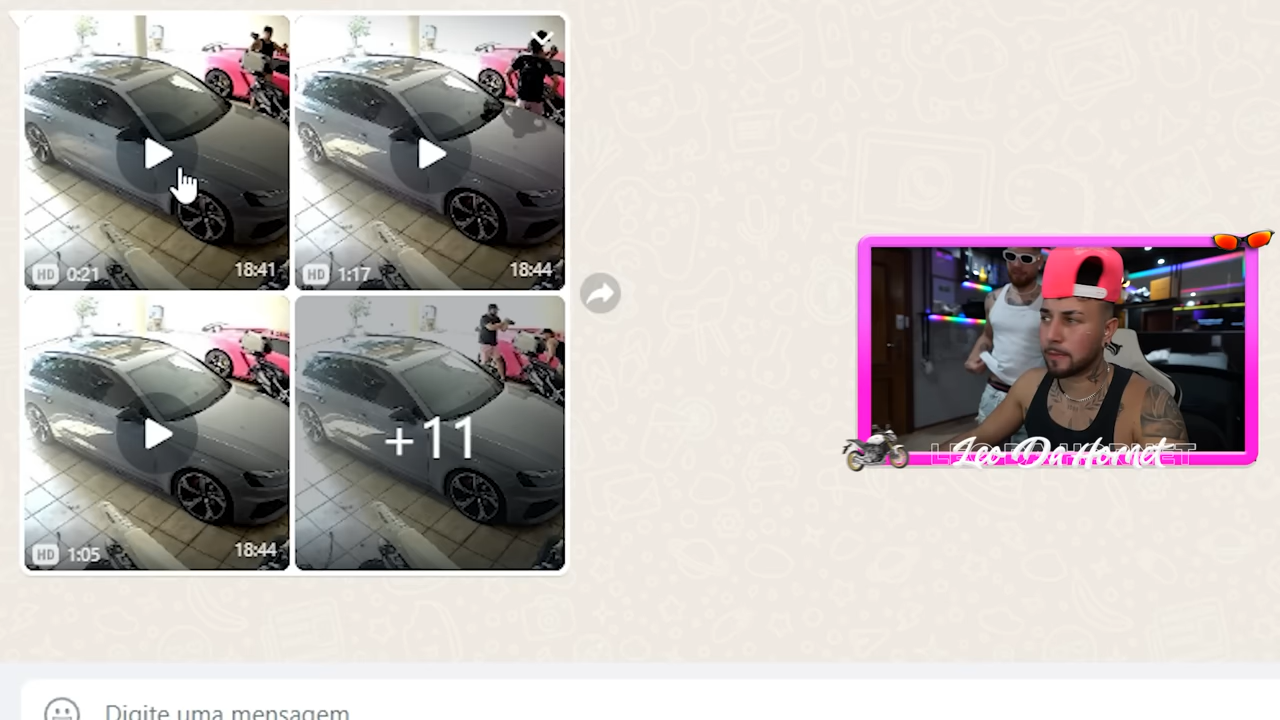 HD 0:21 18:41
HD 1:17 18:44
HD 1:05 18:44
+11
Leo Da Hornet
Digite uma mensagem